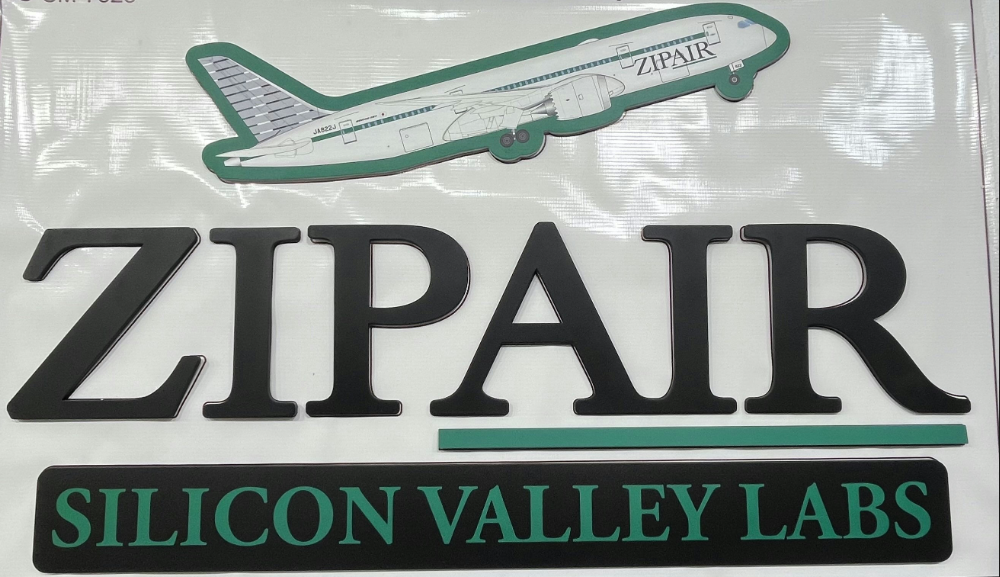 ZIPAIR
JA822J
ZIPAIR
SILICON VALLEY LABS